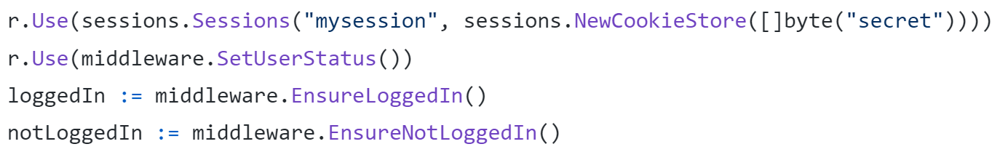 r.Use(sessions.Sessions("mysession", sessions.NewCookieStore([]byte("secret"))))
r.Use(middleware.SetUserStatus())
loggedIn := middleware.EnsureLoggedIn()
notLoggedIn := middleware.EnsureNotLoggedIn()